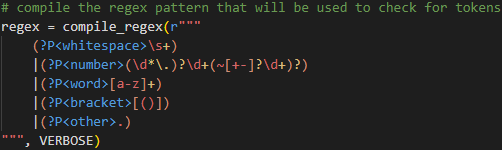 # compile the regex pattern that will be used to check for tokens
regex = compile_regex(r"""
    (?P<whitespace>\s+)
    |(?P<number>(\d*\.)?\d+(~[+-]?\d+)?)
    |(?P<word>[a-z]+)
    |(?P<bracket>[()])
    |(?P<other>.)
""", VERBOSE)